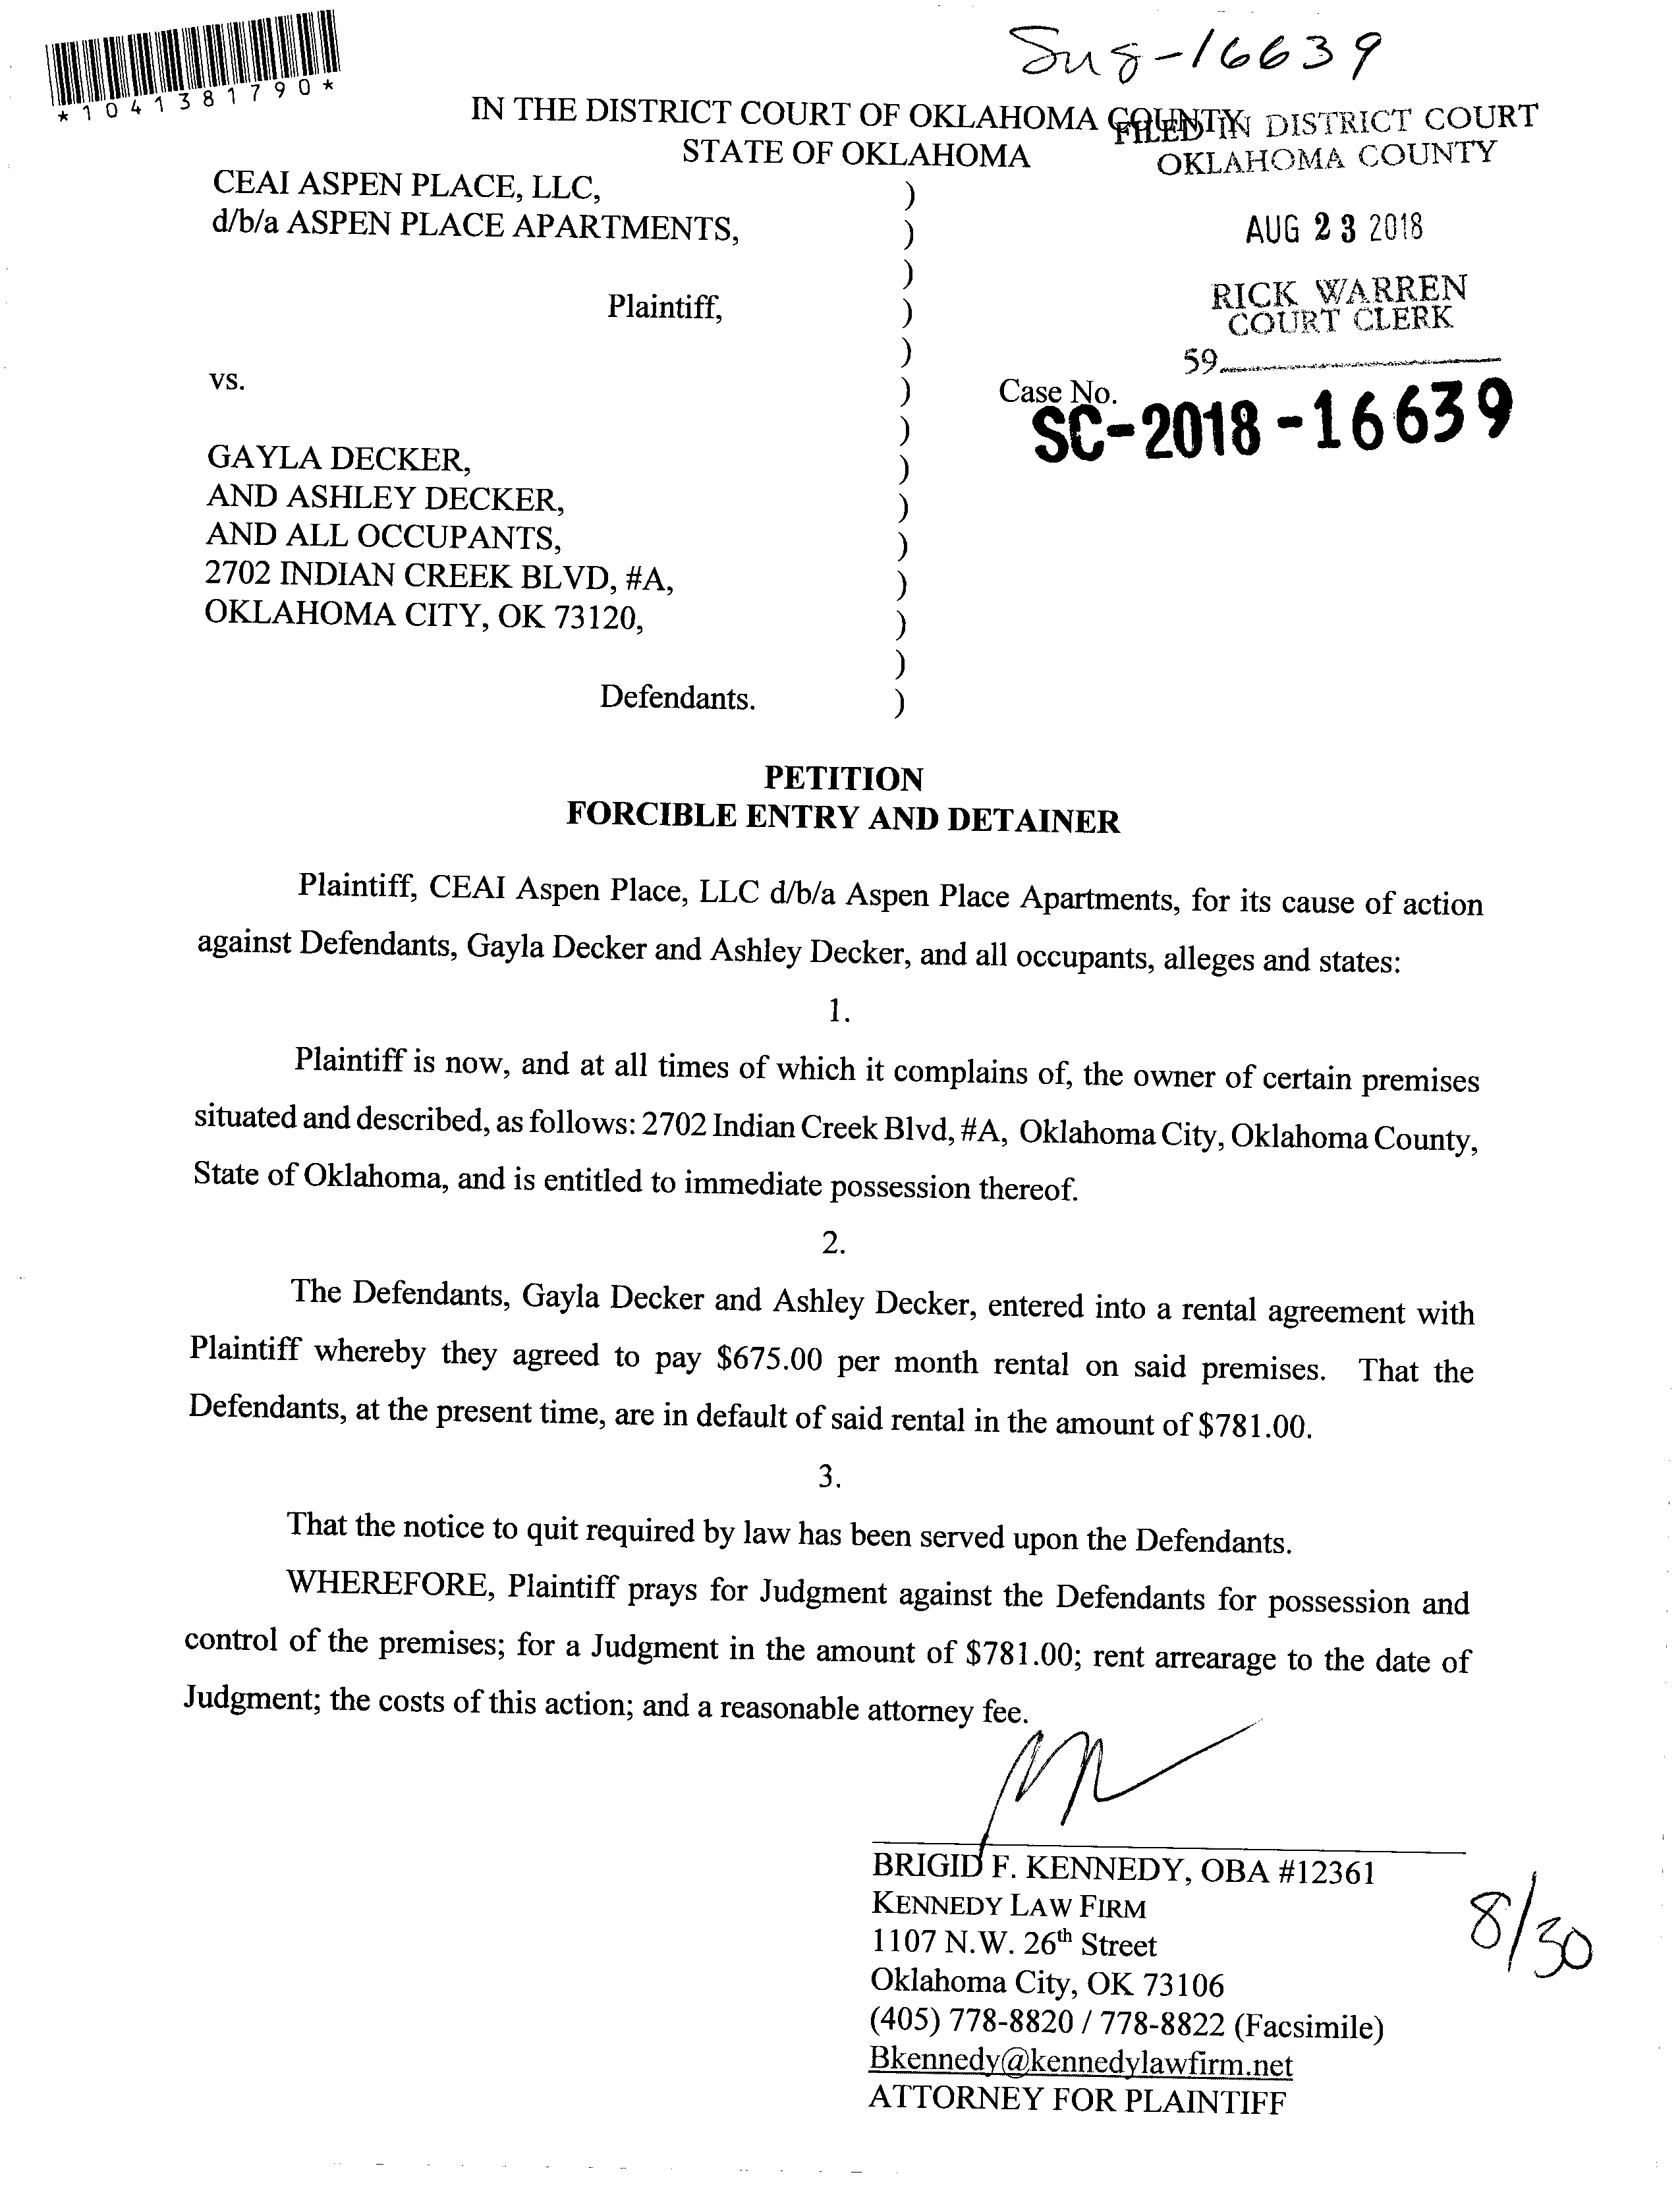 *1041381790*
-16639
IN THE DISTRICT COURT OF OKLAHOMA COUNTY
STATE OF OKLAHOMA
FILED IN DISTRICT COURT
OKLAHOMA COUNTY
AUG 23 2018
RICK WARREN
COURT CLERK
59
CEAI ASPEN PLACE, LLC, )
d/b/a ASPEN PLACE APARTMENTS, )
)
Plaintiff, )
)
vs. )
Case No.
SC-2018-16639
)
GAYLA DECKER, )
AND ASHLEY DECKER, )
AND ALL OCCUPANTS, )
2702 INDIAN CREEK BLVD, #A, )
OKLAHOMA CITY, OK 73120, )
)
Defendants. )
PETITION
FORCIBLE ENTRY AND DETAINER
Plaintiff, CEAI Aspen Place, LLC d/b/a Aspen Place Apartments, for its cause of action
against Defendants, Gayla Decker and Ashley Decker, and all occupants, alleges and states:
1.
Plaintiff is now, and at all times of which it complains of, the owner of certain premises
situated and described, as follows: 2702 Indian Creek Blvd, #A, Oklahoma City, Oklahoma County,
State of Oklahoma, and is entitled to immediate possession thereof.
2.
The Defendants, Gayla Decker and Ashley Decker, entered into a rental agreement with
Plaintiff whereby they agreed to pay $675.00 per month rental on said premises. That the
Defendants, at the present time, are in default of said rental in the amount of $781.00.
3.
That the notice to quit required by law has been served upon the Defendants.
WHEREFORE, Plaintiff prays for Judgment against the Defendants for possession and
control of the premises; for a Judgment in the amount of $781.00; rent arrearage to the date of
Judgment; the costs of this action; and a reasonable attorney fee.
BRIGID F. KENNEDY, OBA #12361
KENNEDY LAW FIRM
1107 N.W. 26th Street
Oklahoma City, OK 73106
(405) 778-8820 / 778-8822 (Facsimile)
Bkennedy@kennedylawfirm.net
ATTORNEY FOR PLAINTIFF
8/30